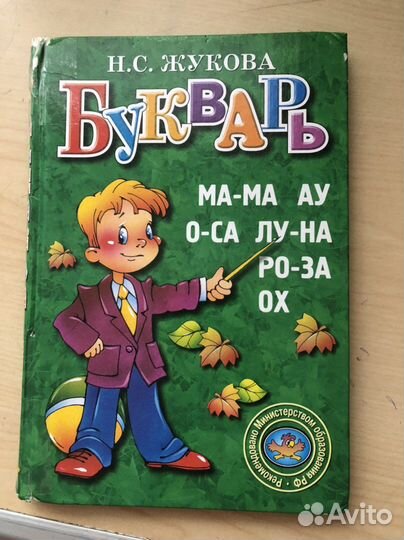 Н.С. ЖУКОВА
БУКВАРЬ
МА-МА АУ
О-СА ЛУ-НА
РО-ЗА
ОХ
Рекомендовано Министерством образования РФ
Avito